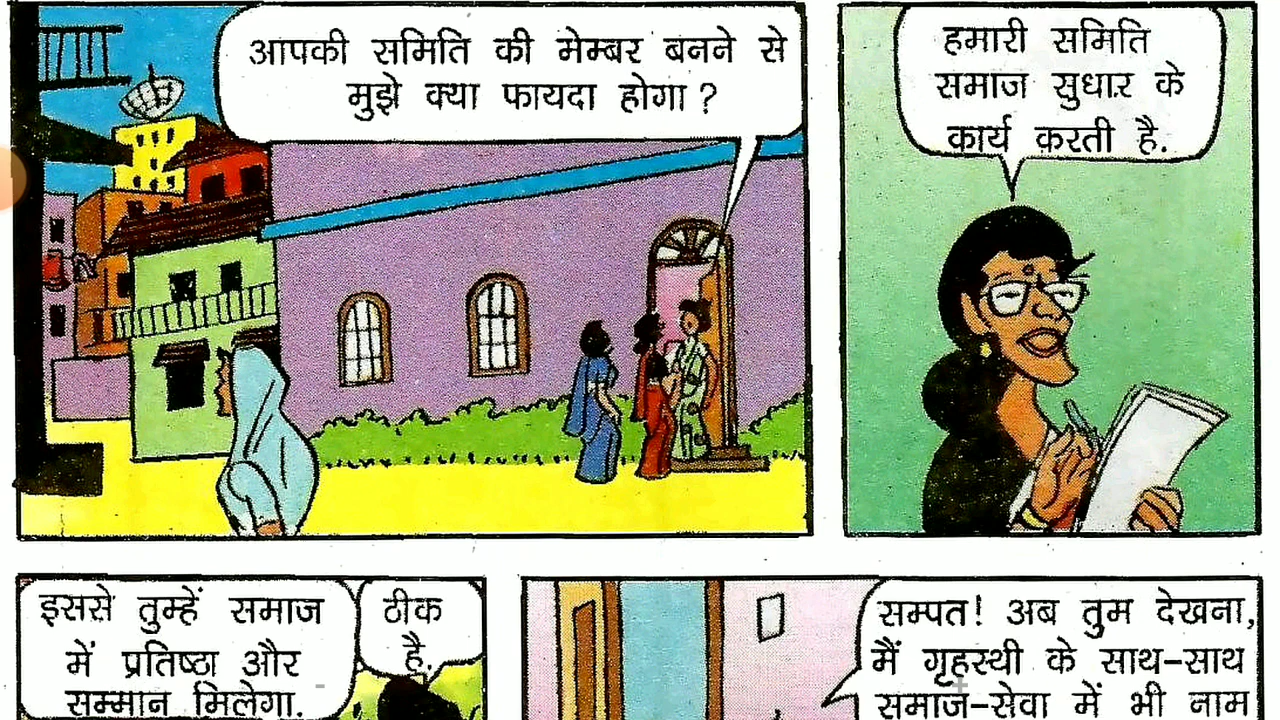 आपकी समिति की मेम्बर बनने से
मुझे क्या फायदा होगा ?
हमारी समिति
समाज सुधार के
कार्य करती है.
इससे तुम्हें समाज
में प्रतिष्ठा और
सम्मान मिलेगा.
ठीक
है.
सम्पत! अब तुम देखना,
मैं गृहस्थी के साथ-साथ
समाज-सेवा में भी नाम